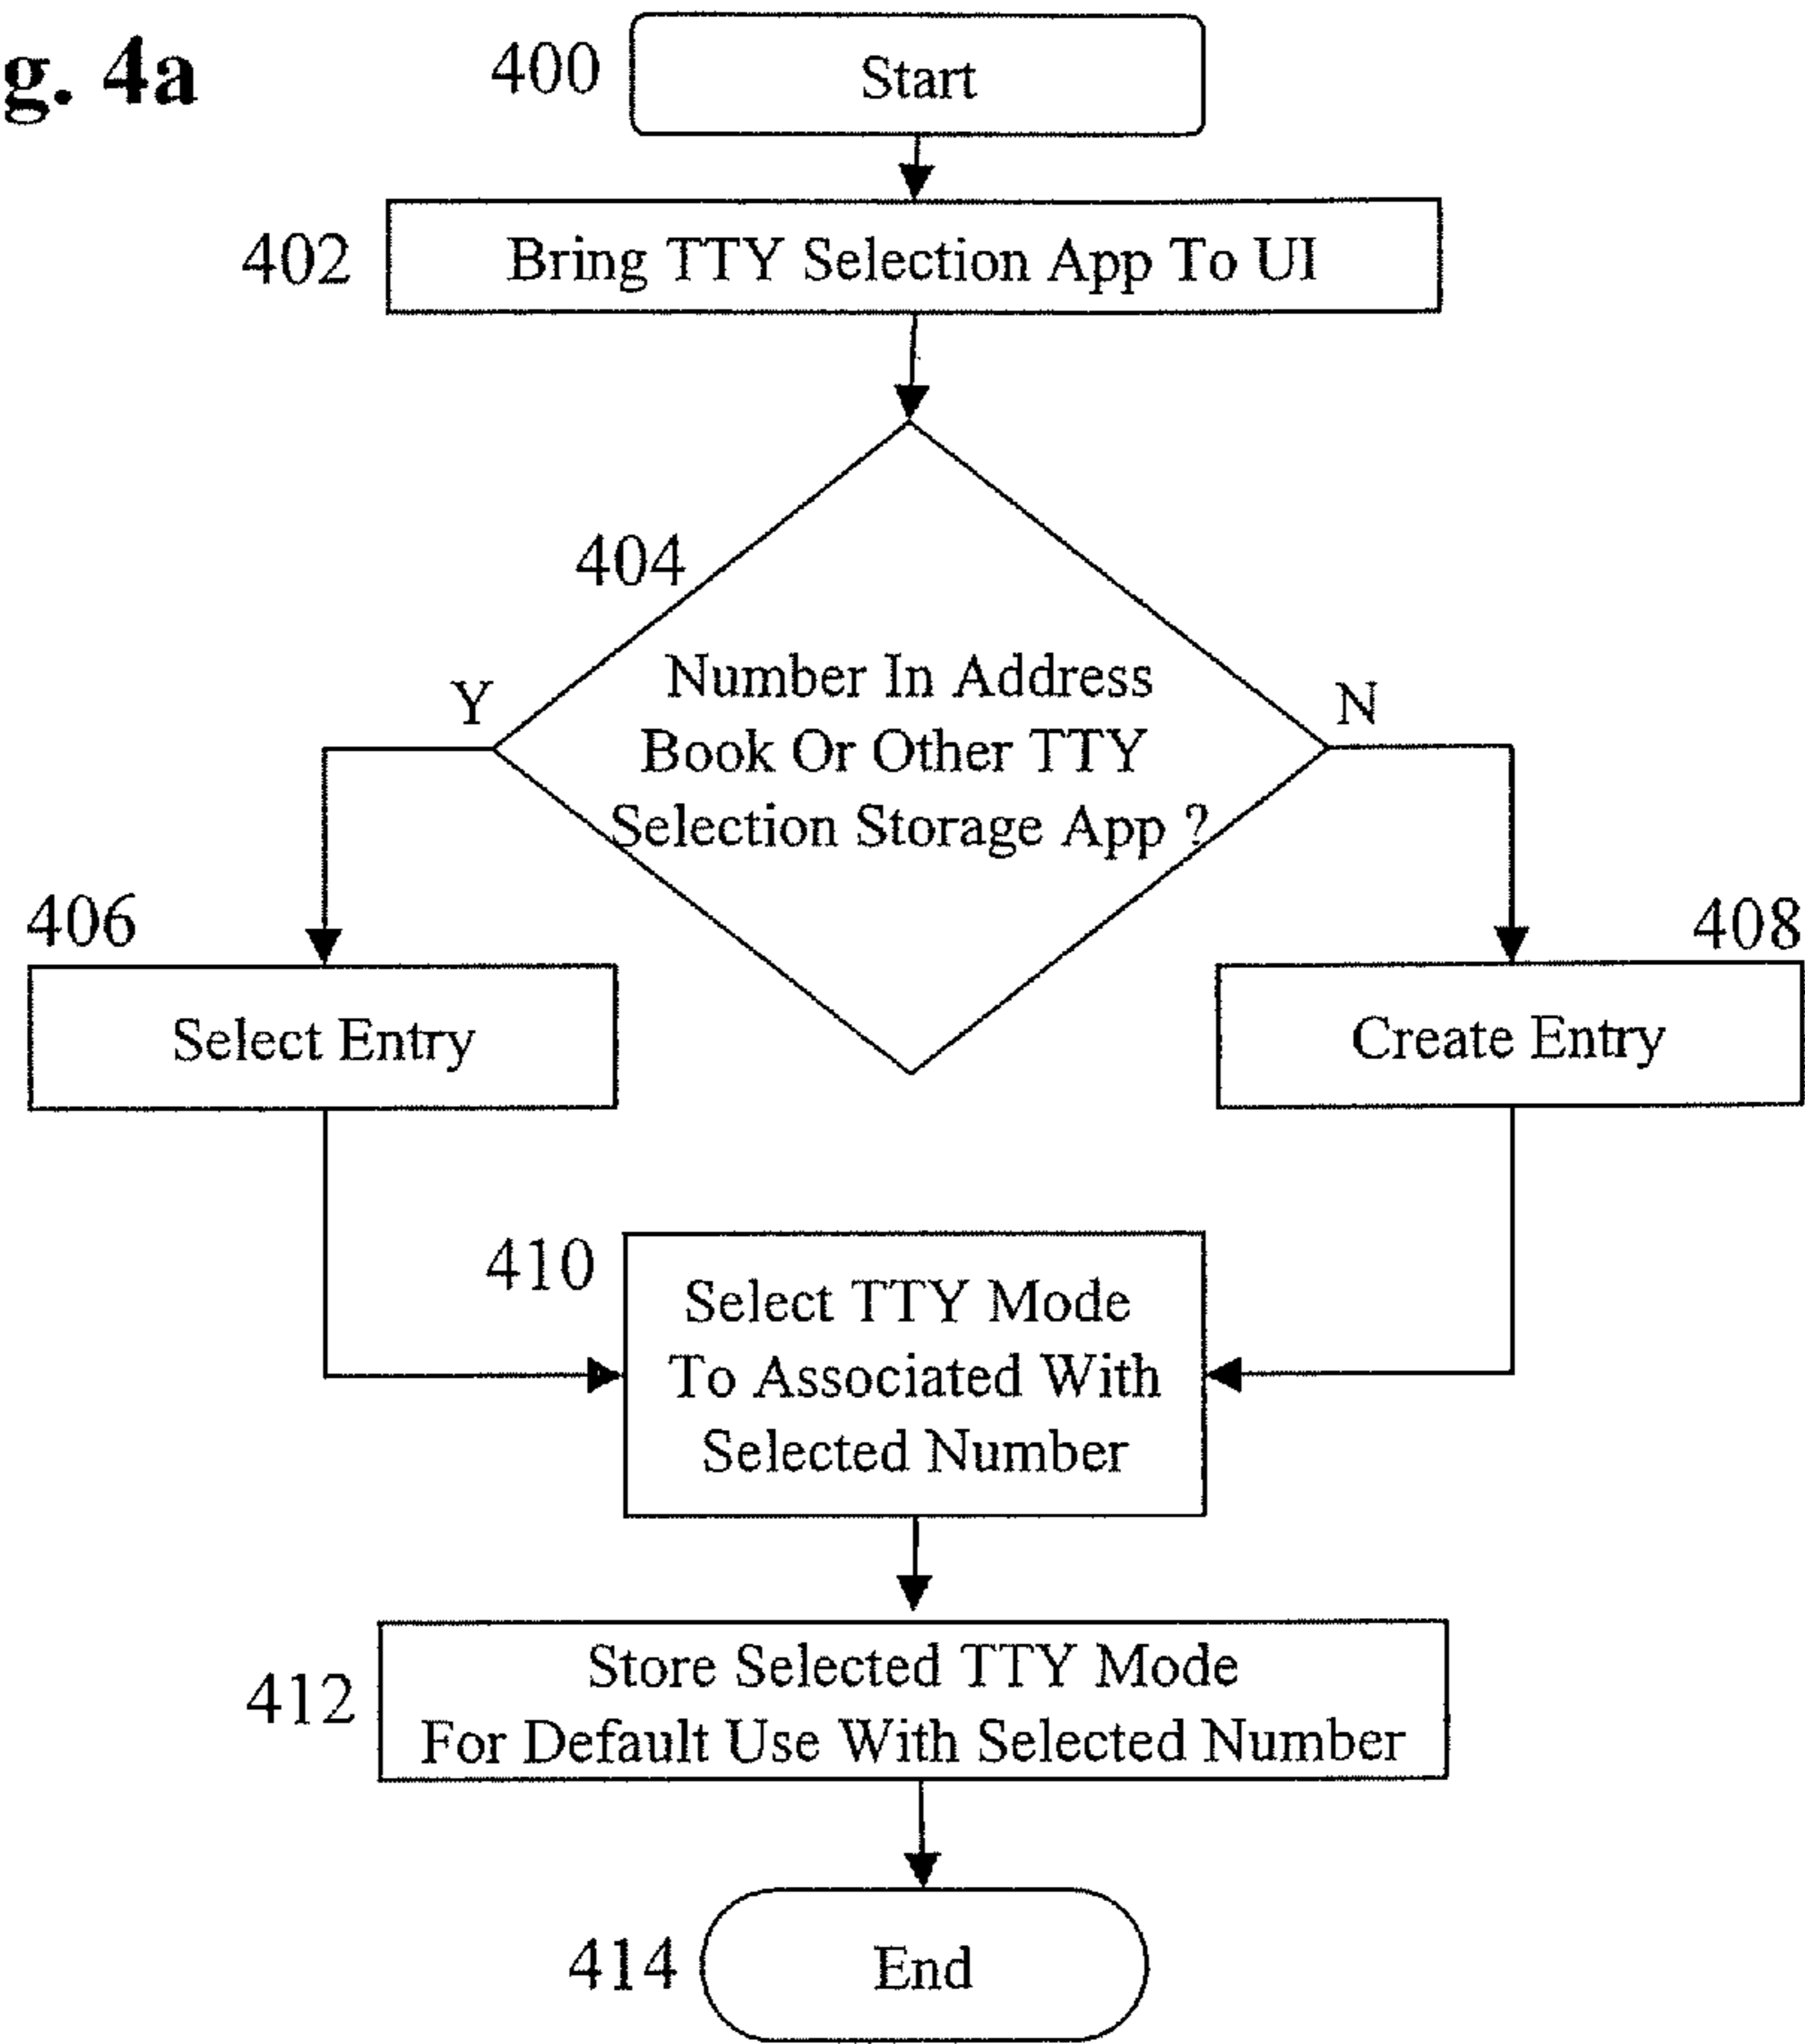 g. 4a
400
Start
402
Bring TTY Selection App To UI
404
Number In Address
Book Or Other TTY
Selection Storage App ?
Y
N
406
Select Entry
408
Create Entry
410
Select TTY Mode
To Associated With
Selected Number
412
Store Selected TTY Mode
For Default Use With Selected Number
414
End